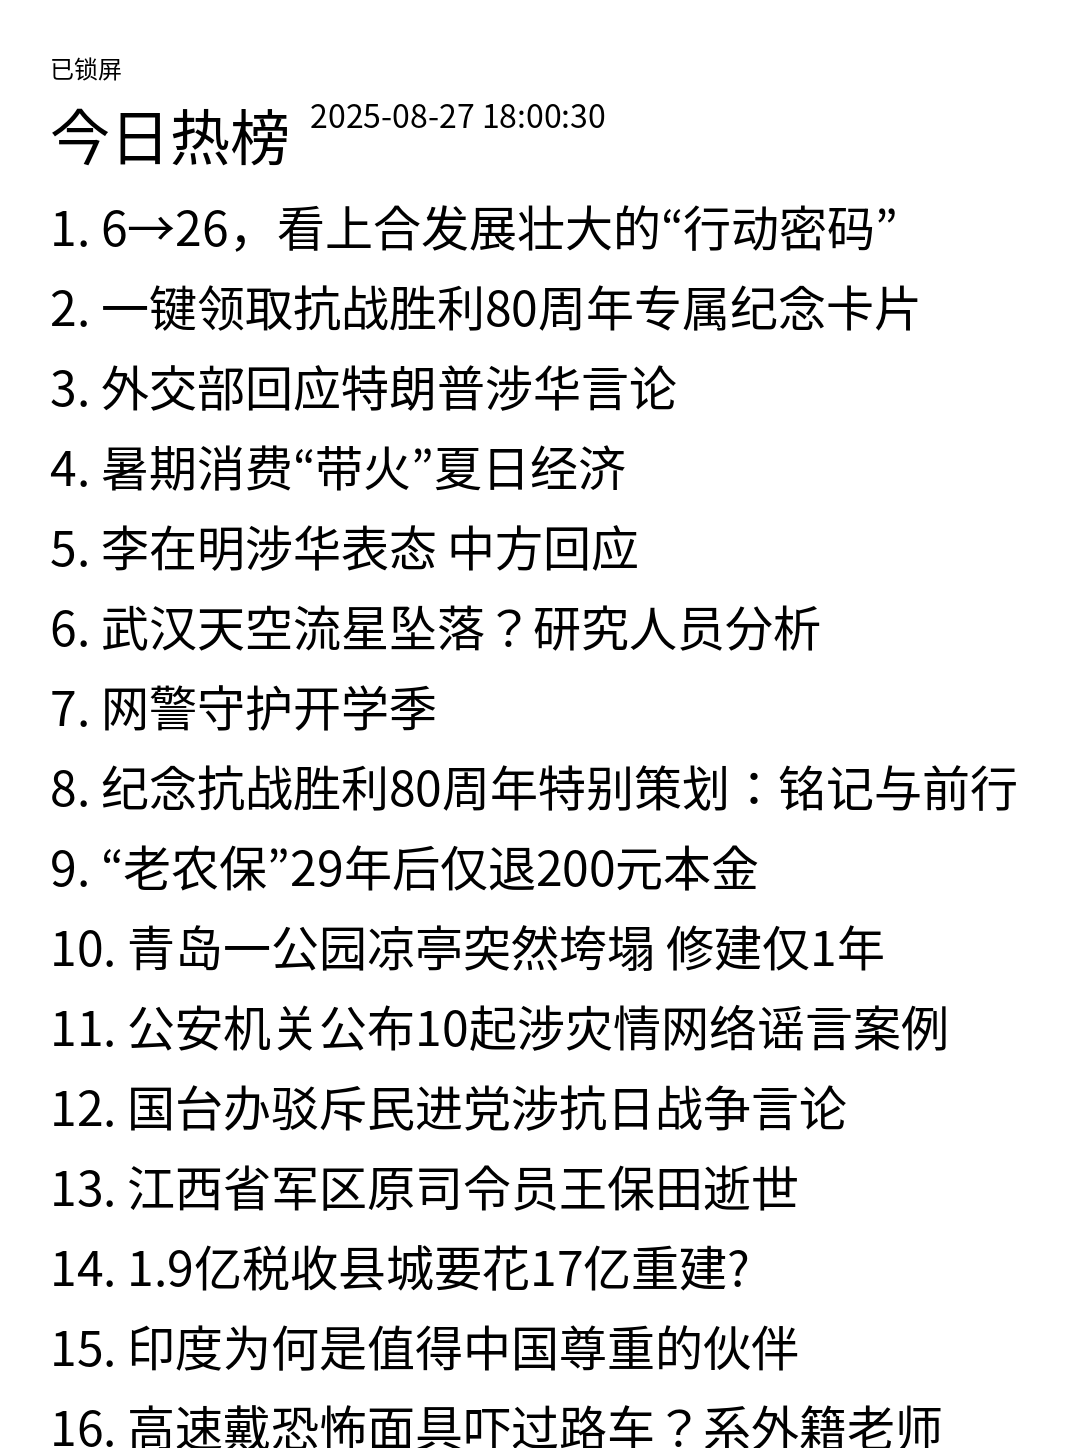 已锁屏
今日热榜 2025-08-27 18:00:30
1. 6→26，看上合发展壮大的“行动密码”
2. 一键领取抗战胜利80周年专属纪念卡片
3. 外交部回应特朗普涉华言论
4. 暑期消费“带火”夏日经济
5. 李在明涉华表态 中方回应
6. 武汉天空流星坠落？研究人员分析
7. 网警守护开学季
8. 纪念抗战胜利80周年特别策划：铭记与前行
9. “老农保”29年后仅退200元本金
10. 青岛一公园凉亭突然垮塌 修建仅1年
11. 公安机关公布10起涉灾情网络谣言案例
12. 国台办驳斥民进党涉抗日战争言论
13. 江西省军区原司令员王保田逝世
14. 1.9亿税收县城要花17亿重建?
15. 印度为何是值得中国尊重的伙伴
16. 高速戴恐怖面具吓过路车？系外籍老师